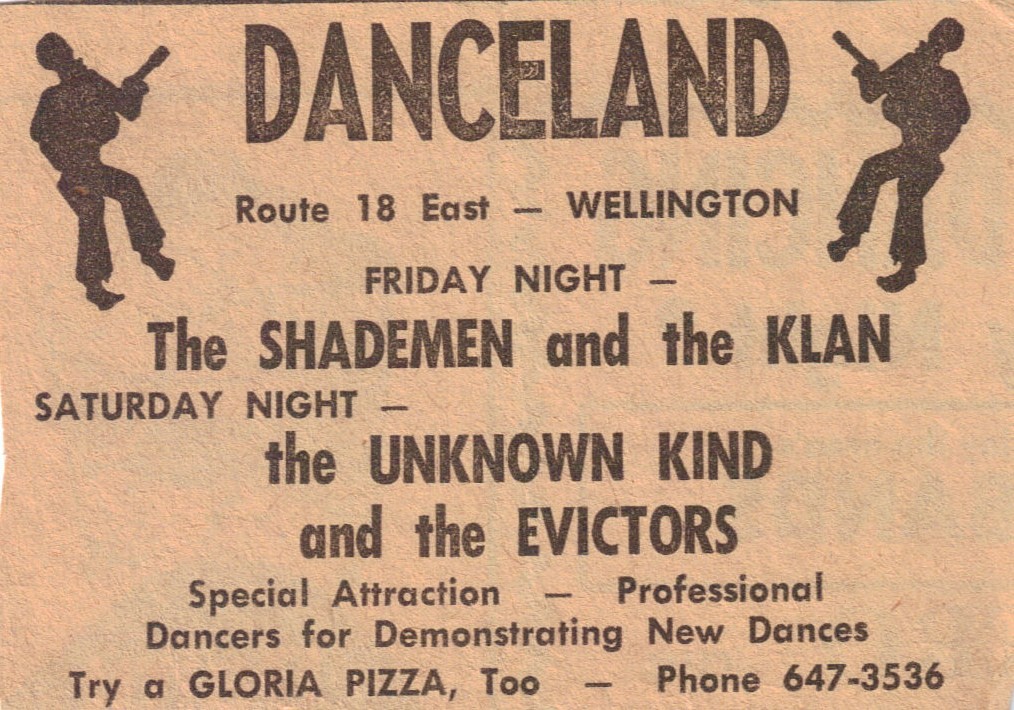 DANCELAND
Route 18 East — WELLINGTON
FRIDAY NIGHT —
The SHADEMEN and the KLAN
SATURDAY NIGHT —
the UNKNOWN KIND
and the EVICTORS
Special Attraction — Professional
Dancers for Demonstrating New Dances
Try a GLORIA PIZZA, Too — Phone 647-3536